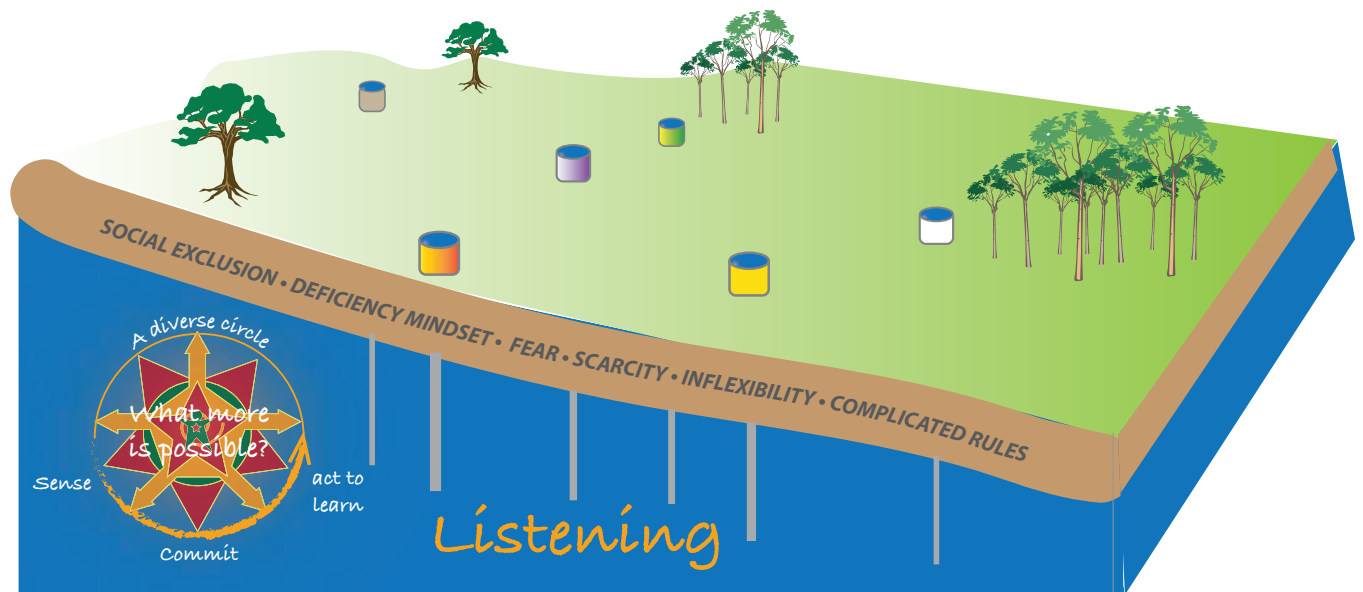 SOCIAL EXCLUSION • DEFICIENCY MINDSET • FEAR • SCARCITY • INFLEXIBILITY • COMPLICATED RULES
A diverse circle
What more
is possible?
Sense
act to
learn
Commit
Listening